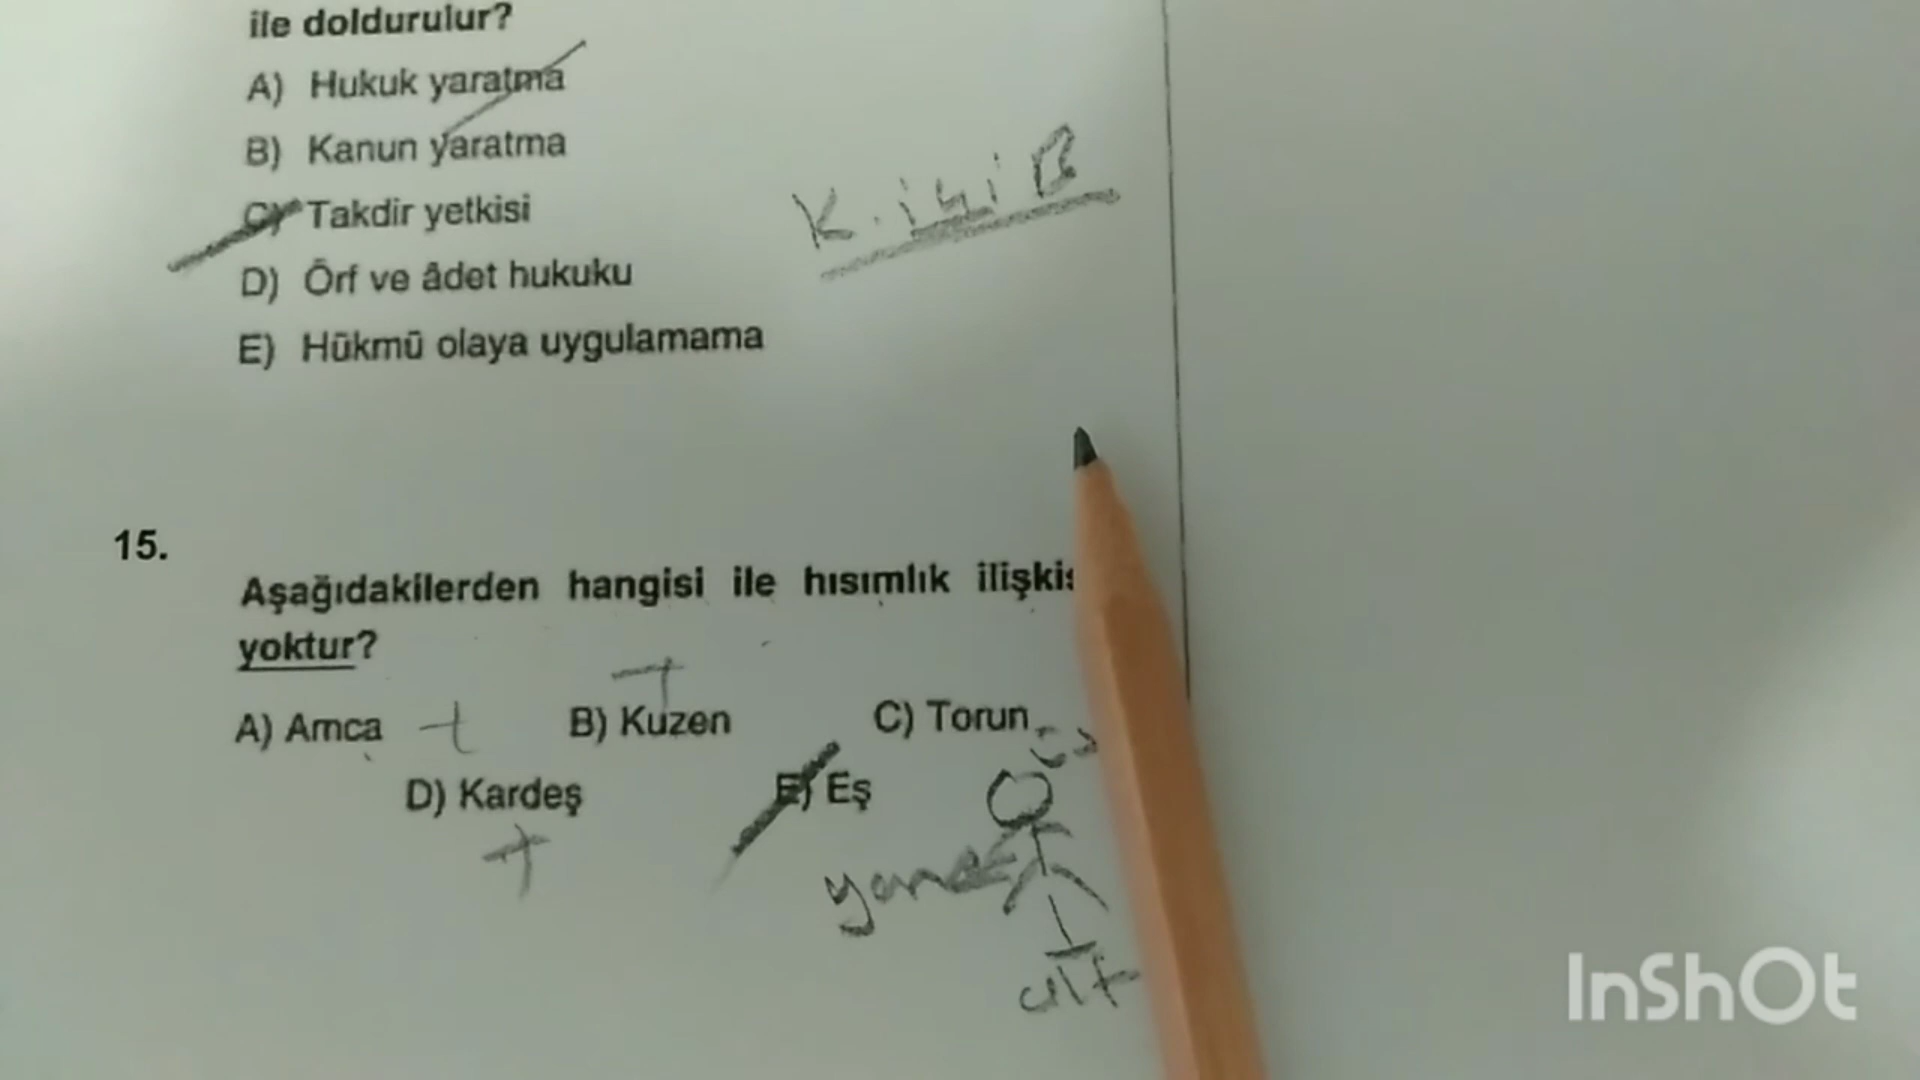 ile doldurulur?
A) Hukuk yaratma
B) Kanun yaratma
C) Takdir yetkisi
D) Örf ve âdet hukuku
E) Hükmü olaya uygulamama
K. içi B
15.
Aşağıdakilerden hangisi ile hısımlık
yoktur?
A) Amca B) Kuzen C) Torun
D) Kardeş E) Eş
alt
InShOt